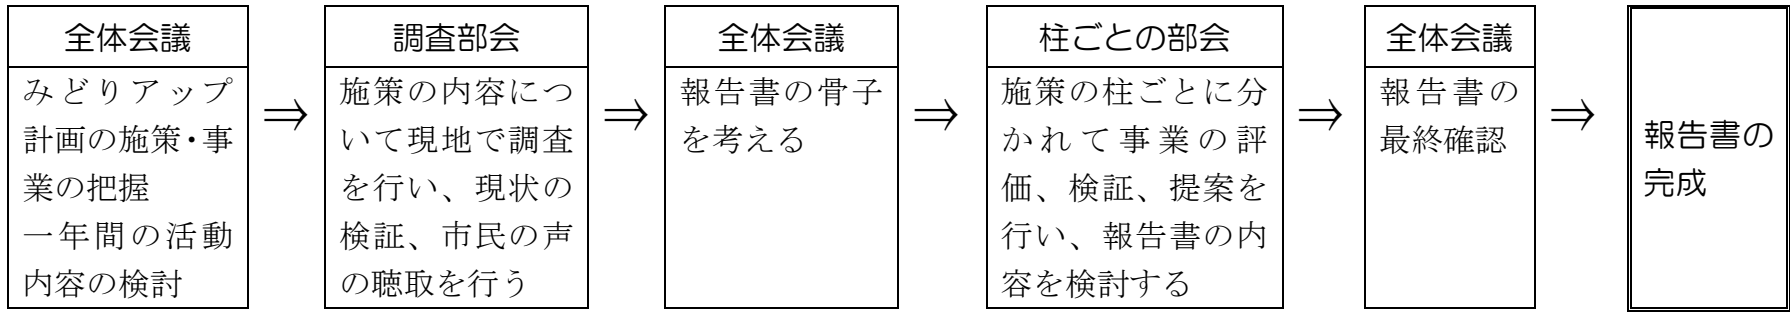 全体会議
みどりアップ
計画の施策・事
業の把握
一年間の活動
内容の検討
⇒
調査部会
施策の内容につ
いて現地で調査
を行い、現状の
検証、市民の声
の聴取を行う
⇒
全体会議
報告書の骨子
を考える
⇒
柱ごとの部会
施策の柱ごとに分
かれて事業の評
価、検証、提案を
行い、報告書の内
容を検討する
⇒
全体会議
報告書の
最終確認
⇒
報告書の
完成